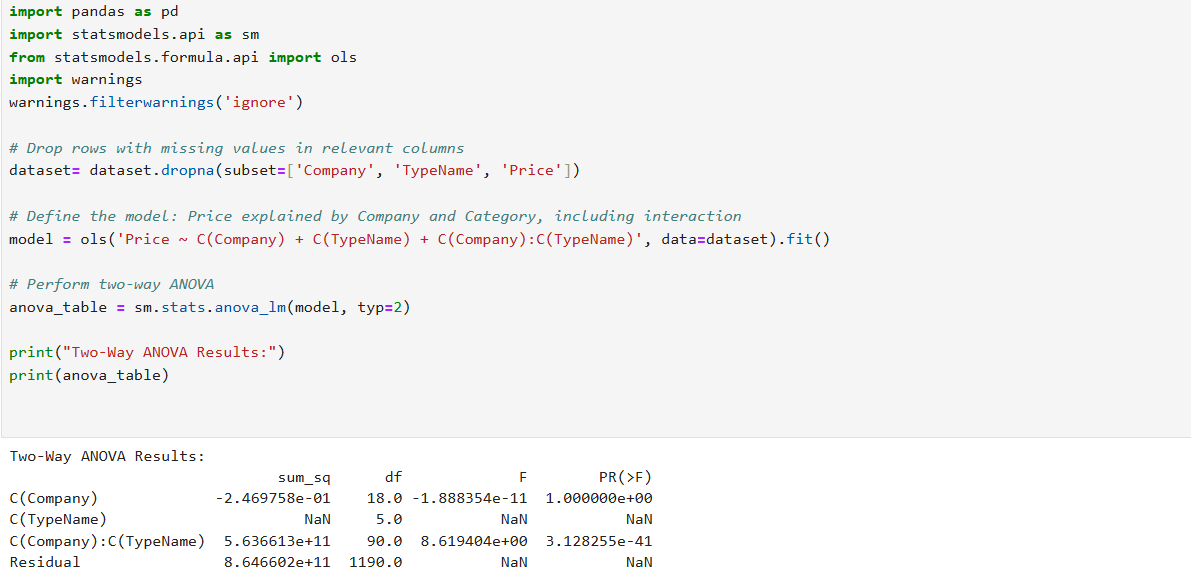 import pandas as pd
import statsmodels.api as sm
from statsmodels.formula.api import ols
import warnings
warnings.filterwarnings('ignore')
# Drop rows with missing values in relevant columns
dataset= dataset.dropna(subset=['Company', 'TypeName', 'Price'])
# Define the model: Price explained by Company and Category, including interaction
model = ols('Price ~ C(Company) + C(TypeName) + C(Company):C(TypeName)', data=dataset).fit()
# Perform two-way ANOVA
anova_table = sm.stats.anova_lm(model, typ=2)
print("Two-Way ANOVA Results:")
print(anova_table)
Two-Way ANOVA Results:
sum_sq df F PR(>F)
C(Company) -2.469758e-01 18.0 -1.888354e-11 1.000000e+00
C(TypeName) NaN 5.0 NaN NaN
C(Company):C(TypeName) 5.636613e+11 90.0 8.619404e+00 3.128255e-41
Residual 8.646602e+11 1190.0 NaN NaN